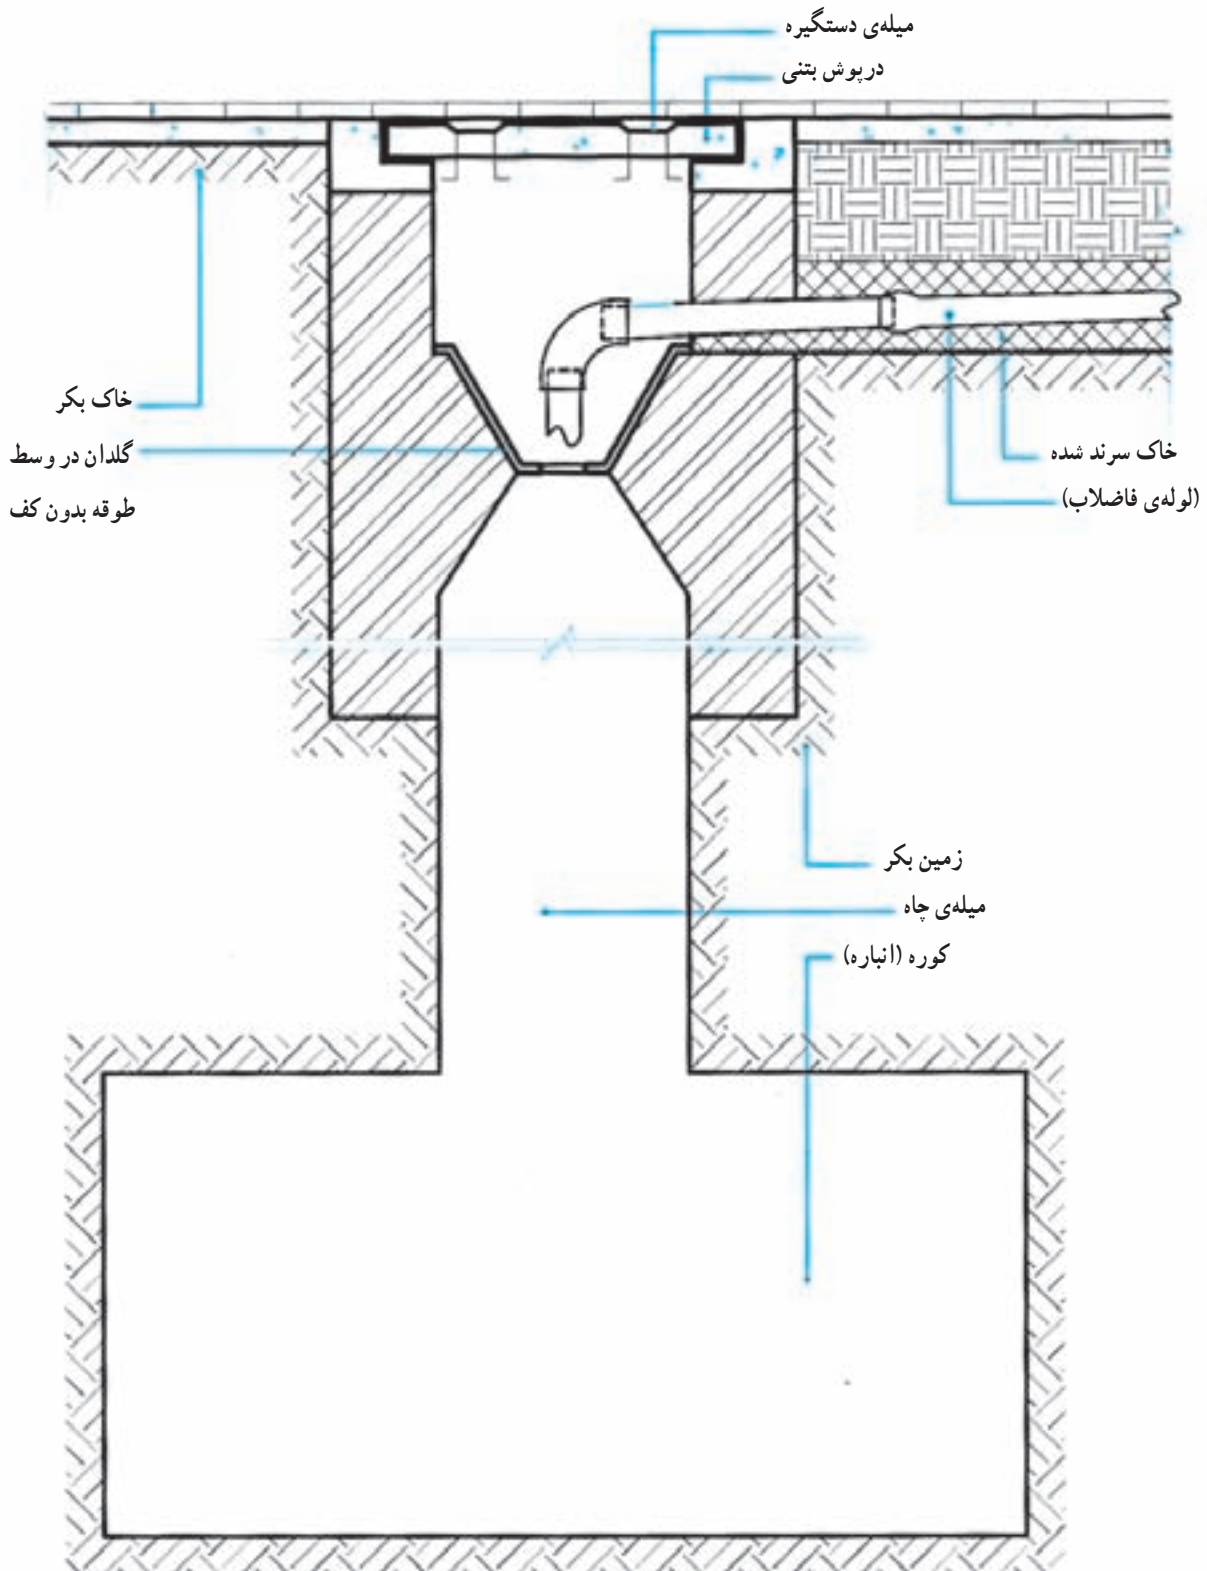 میله‌ی دستگیره
درپوش بتنی
خاک بکر
گلدان در وسط
طوقه بدون کف
خاک سرند شده
(لوله‌ی فاضلاب)
زمین بکر
میله‌ی چاه
کوره (انباره)